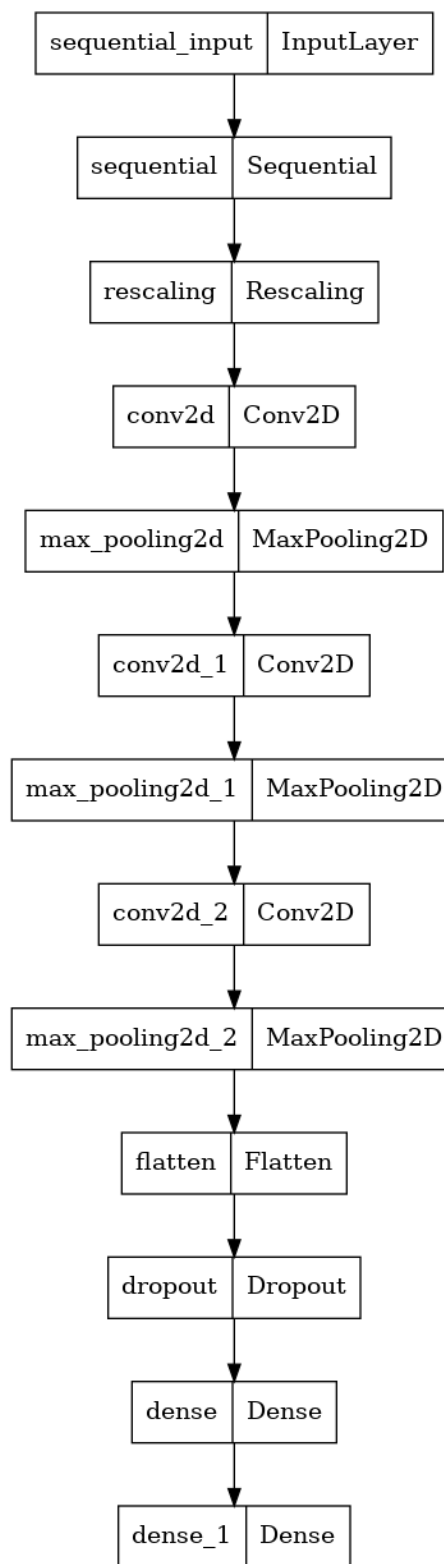 sequential_input InputLayer
sequential Sequential
rescaling Rescaling
conv2d Conv2D
max_pooling2d MaxPooling2D
conv2d_1 Conv2D
max_pooling2d_1 MaxPooling2D
conv2d_2 Conv2D
max_pooling2d_2 MaxPooling2D
flatten Flatten
dropout Dropout
dense Dense
dense_1 Dense